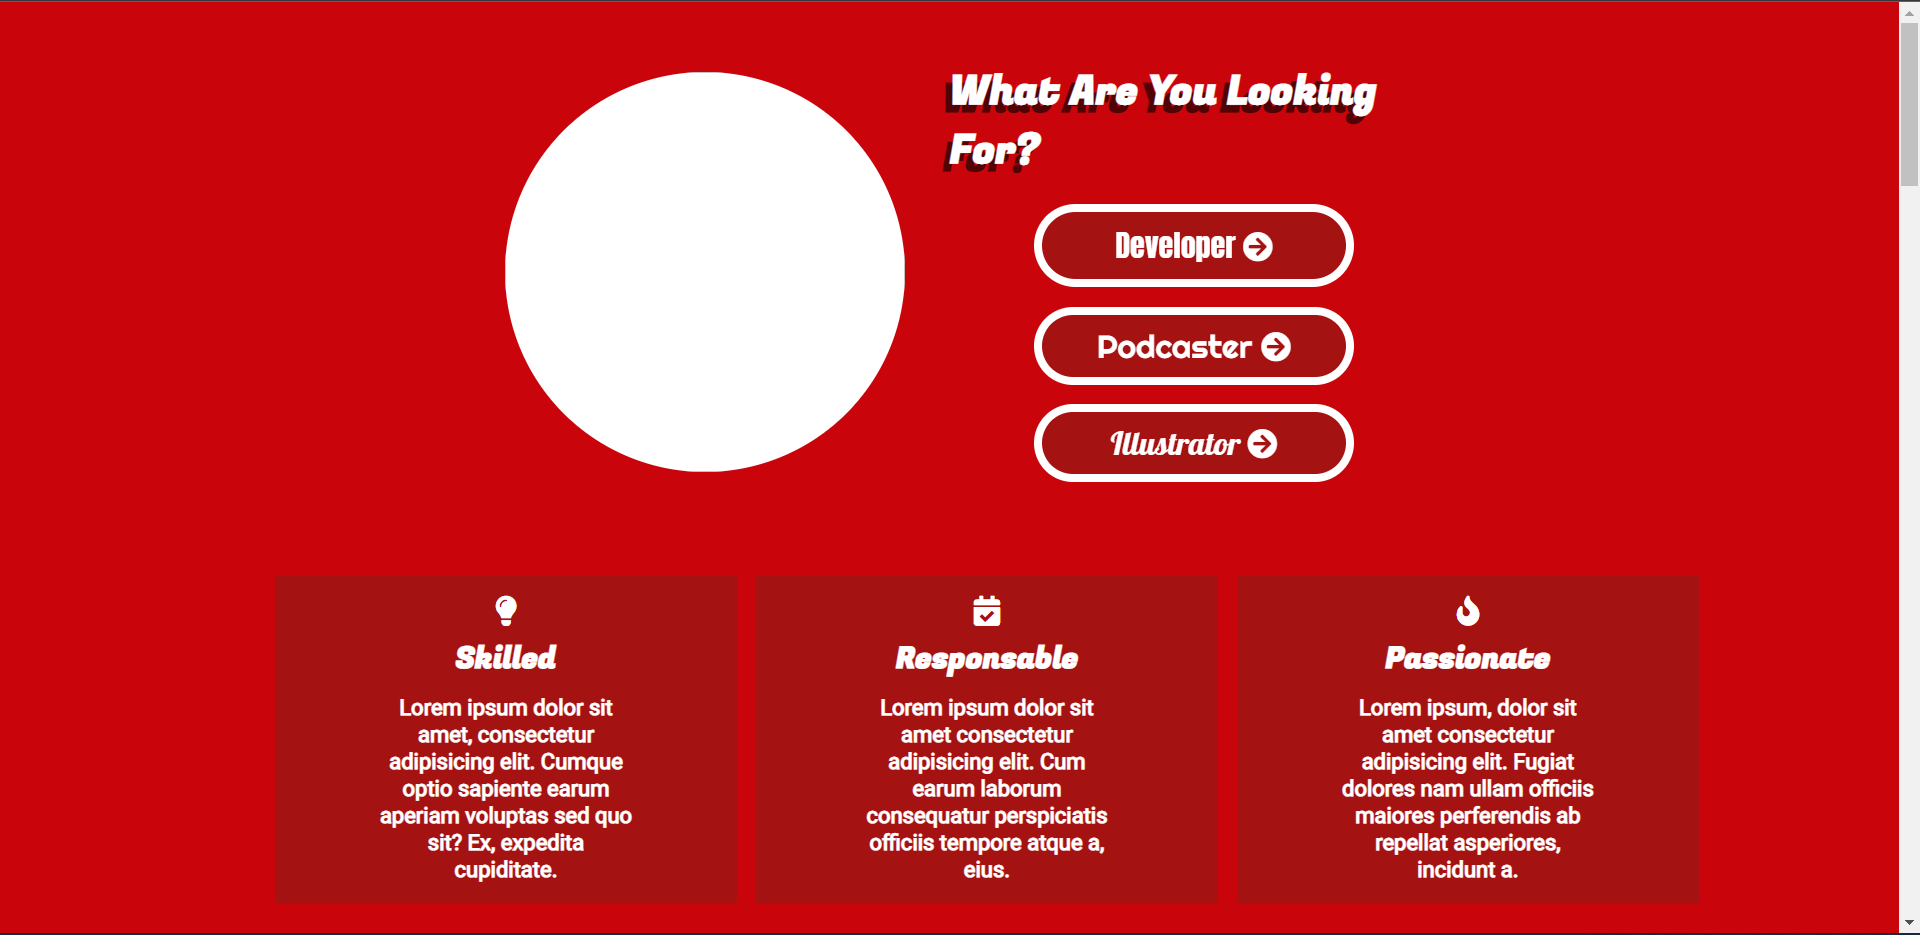 What Are You Looking
For?
Developer
Podcaster
Illustrator
Skilled
Lorem ipsum dolor sit
amet, consectetur
adipisicing elit. Cumque
optio sapiente earum
aperiam voluptas sed quo
sit? Ex, expedita
cupiditate.
Responsable
Lorem ipsum dolor sit
amet consectetur
adipisicing elit. Cum
earum laborum
consequatur perspiciatis
officiis tempore atque a,
eius.
Passionate
Lorem ipsum, dolor sit
amet consectetur
adipisicing elit. Fugiat
dolores nam ullam officiis
maiores perferendis ab
repellat asperiores,
incidunt a.